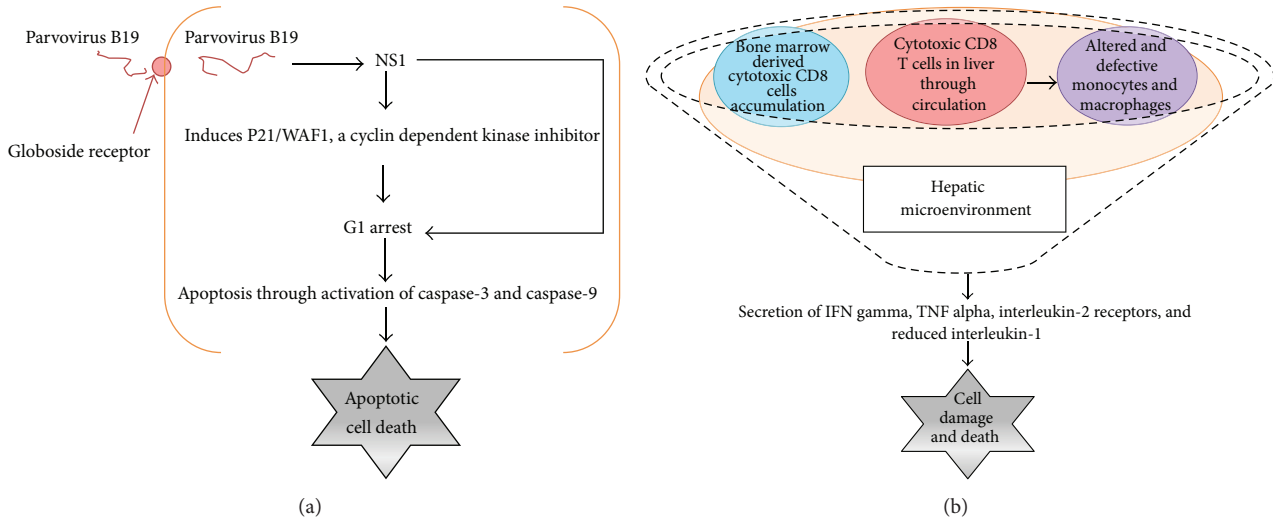 Parvovirus B19
Parvovirus B19
NS1
Induces P21/WAF1, a cyclin dependent kinase inhibitor
Globoside receptor
G1 arrest
Apoptosis through activation of caspase-3 and caspase-9
Apoptotic
cell death
(a)
Bone marrow
derived
cytotoxic CD8
cells
accumulation
Cytotoxic CD8
T cells in liver
through
circulation
Altered and
defective
monocytes and
macrophages
Hepatic
microenvironment
Secretion of IFN gamma, TNF alpha, interleukin-2 receptors, and
reduced interleukin-1
Cell
damage
and death
(b)